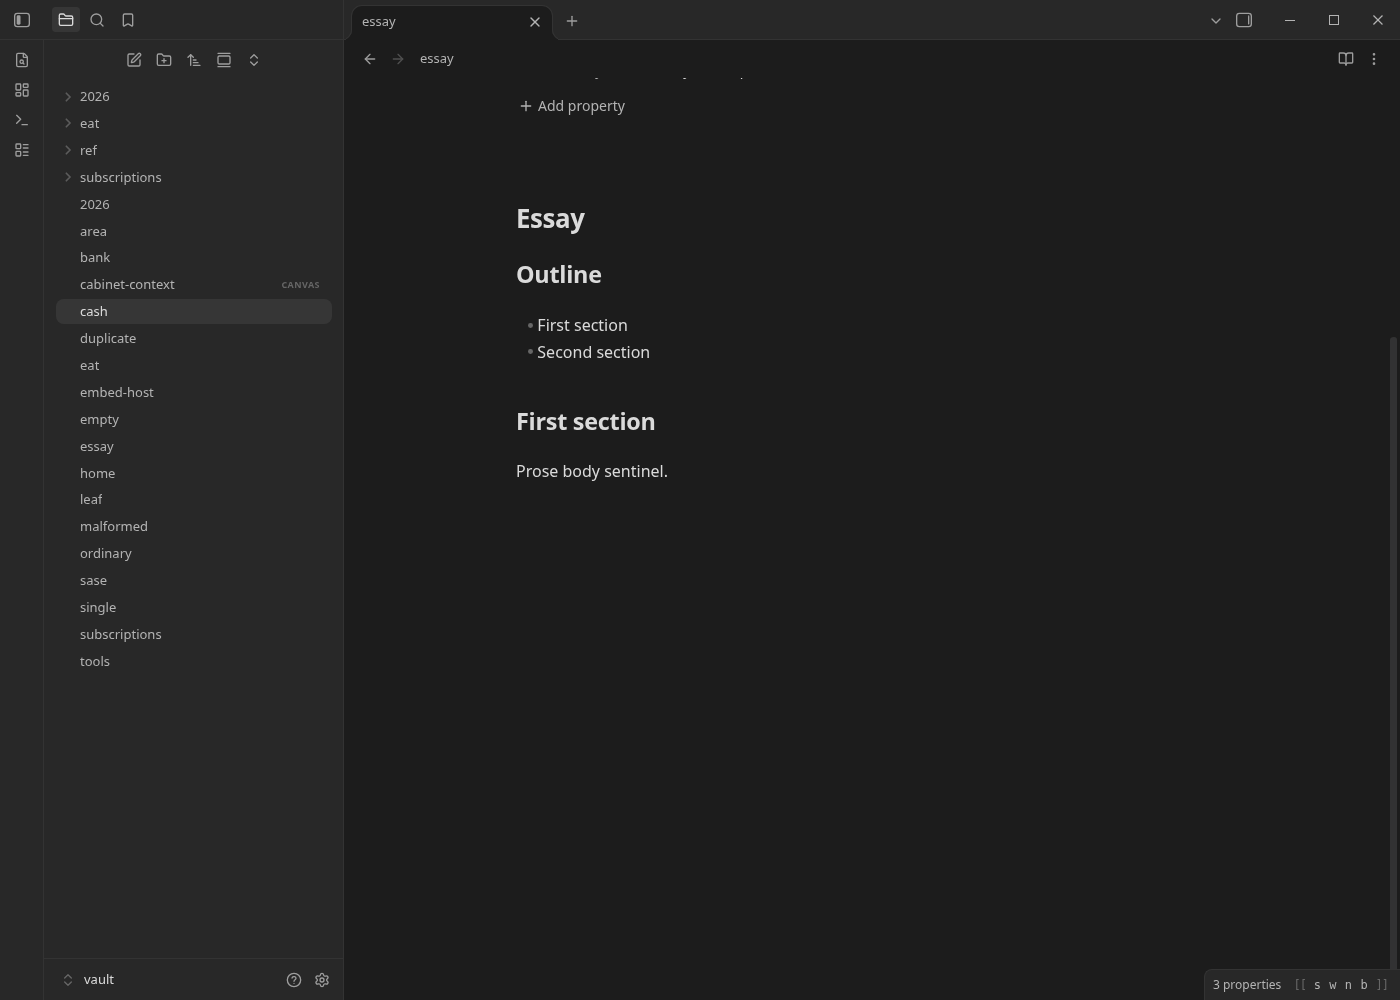 essay
essay
Add property
2026
eat
ref
subscriptions
2026
area
bank
cabinet-context CANVAS
cash
duplicate
eat
embed-host
empty
essay
home
leaf
malformed
ordinary
sase
single
subscriptions
tools
vault
Essay
Outline
First section
Second section
First section
Prose body sentinel.
3 properties [[ s w n b ]]